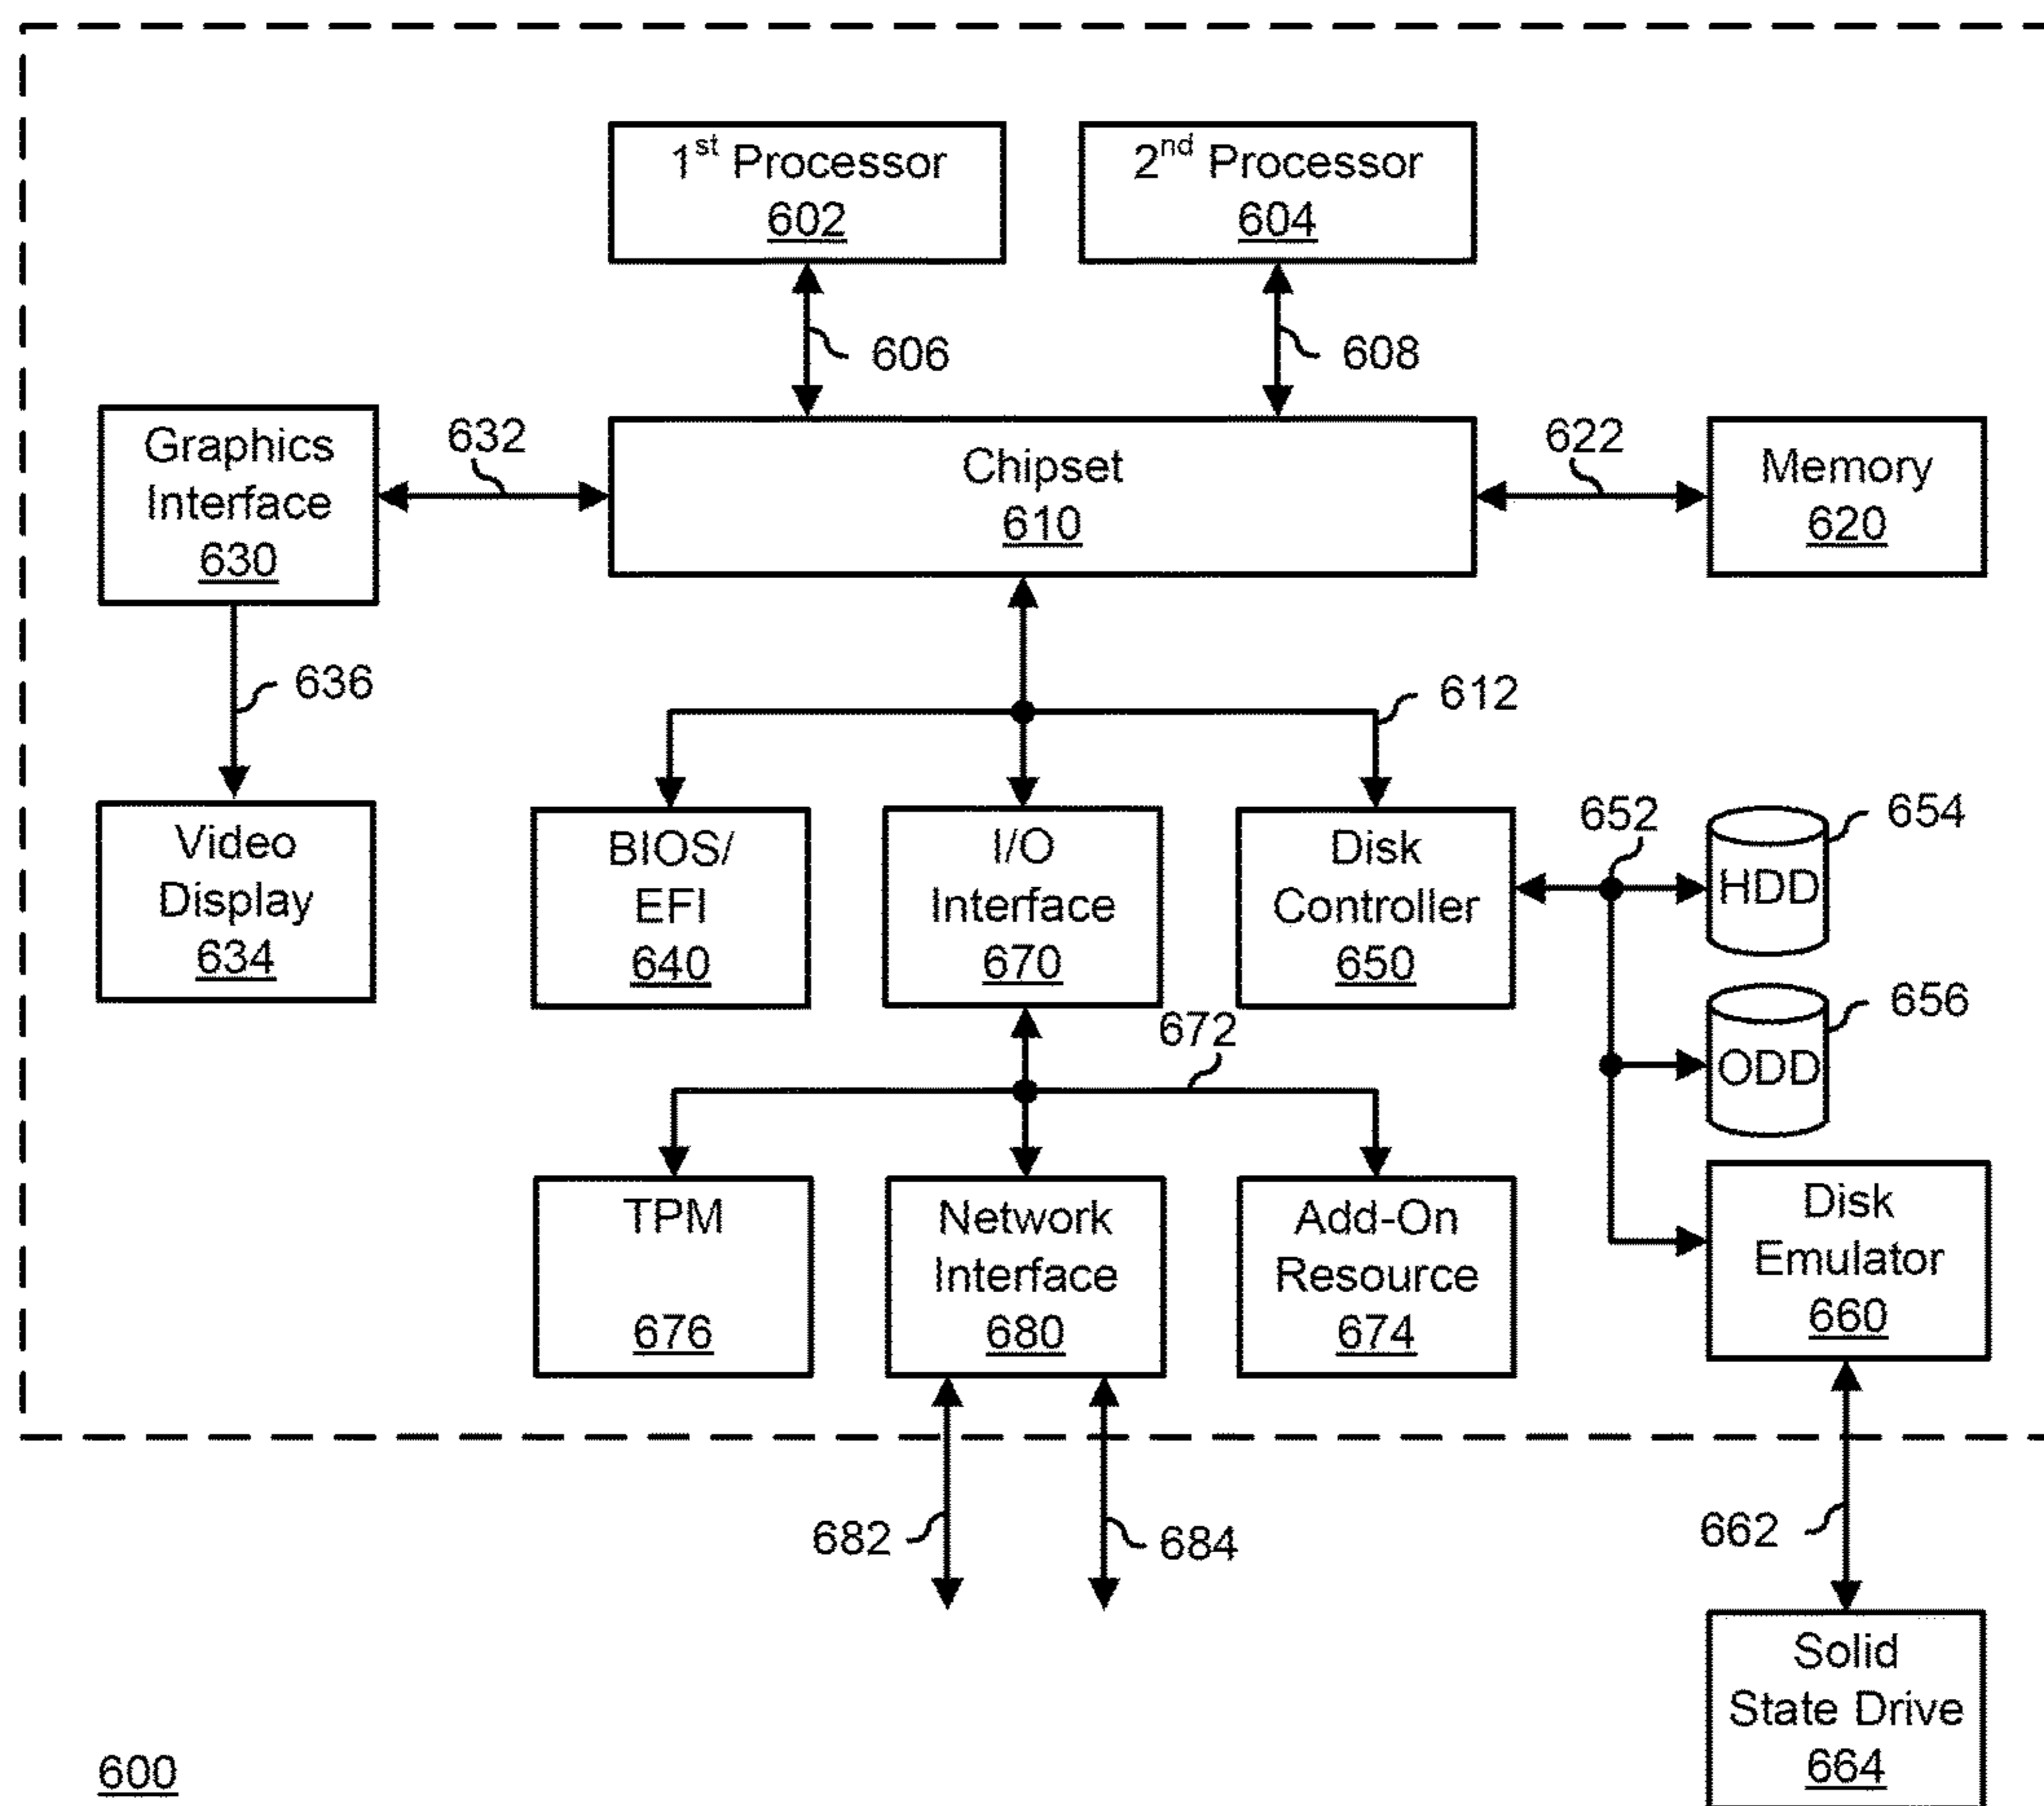 1st Processor
602
2nd Processor
604
606
608
Graphics
Interface
630
632
Chipset
610
622
Memory
620
636
612
Video
Display
634
BIOS/
EFI
640
I/O
Interface
670
Disk
Controller
650
652
HDD
654
ODD
656
672
TPM
676
Network
Interface
680
Add-On
Resource
674
Disk
Emulator
660
682
684
662
Solid
State Drive
664
600